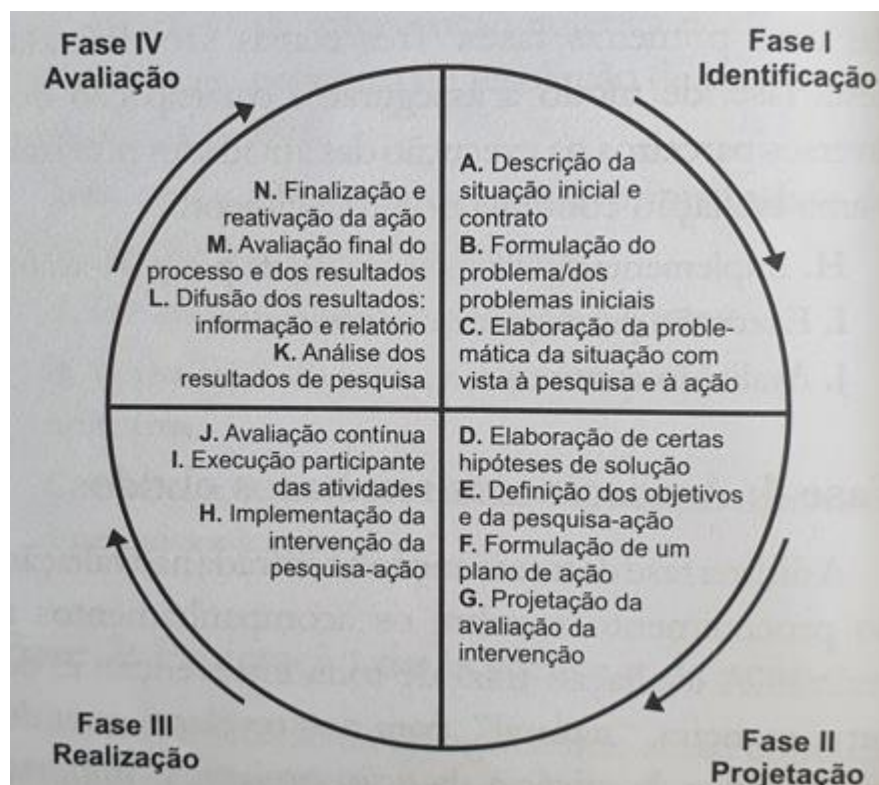 Fase I
Identificação
A. Descrição da
situação inicial e
contrato
B. Formulação do
problema/dos
problemas iniciais
C. Elaboração da proble-
mática da situação com
vista à pesquisa e à ação
D. Elaboração de certas
hipóteses de solução
E. Definição dos objetivos
e da pesquisa-ação
F. Formulação de um
plano de ação
G. Projetação da
avaliação da
intervenção
Fase II
Projetação
J. Avaliação contínua
I. Execução participante
das atividades
H. Implementação da
intervenção da
pesquisa-ação
Fase III
Realização
Fase IV
Avaliação
N. Finalização e
reativação da ação
M. Avaliação final do
processo e dos resultados
L. Difusão dos resultados:
informação e relatório
K. Análise dos
resultados de pesquisa